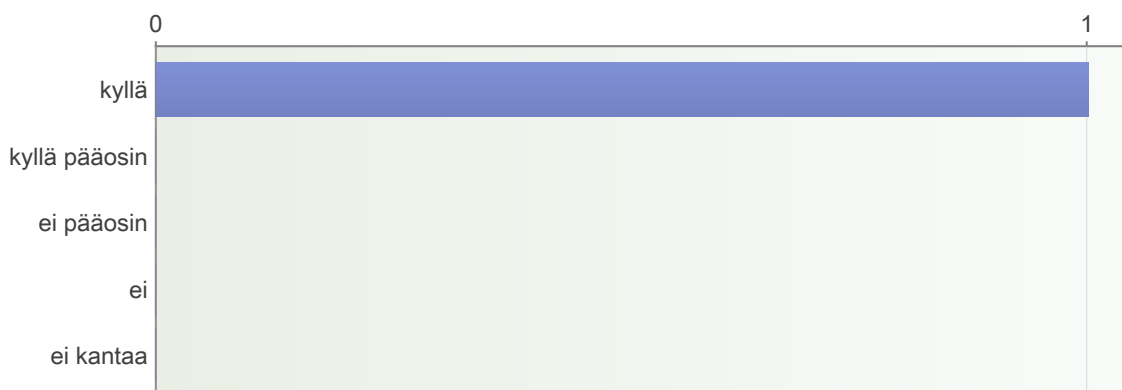 0 1
kyllä
kyllä pääosin
ei pääosin
ei
ei kantaa